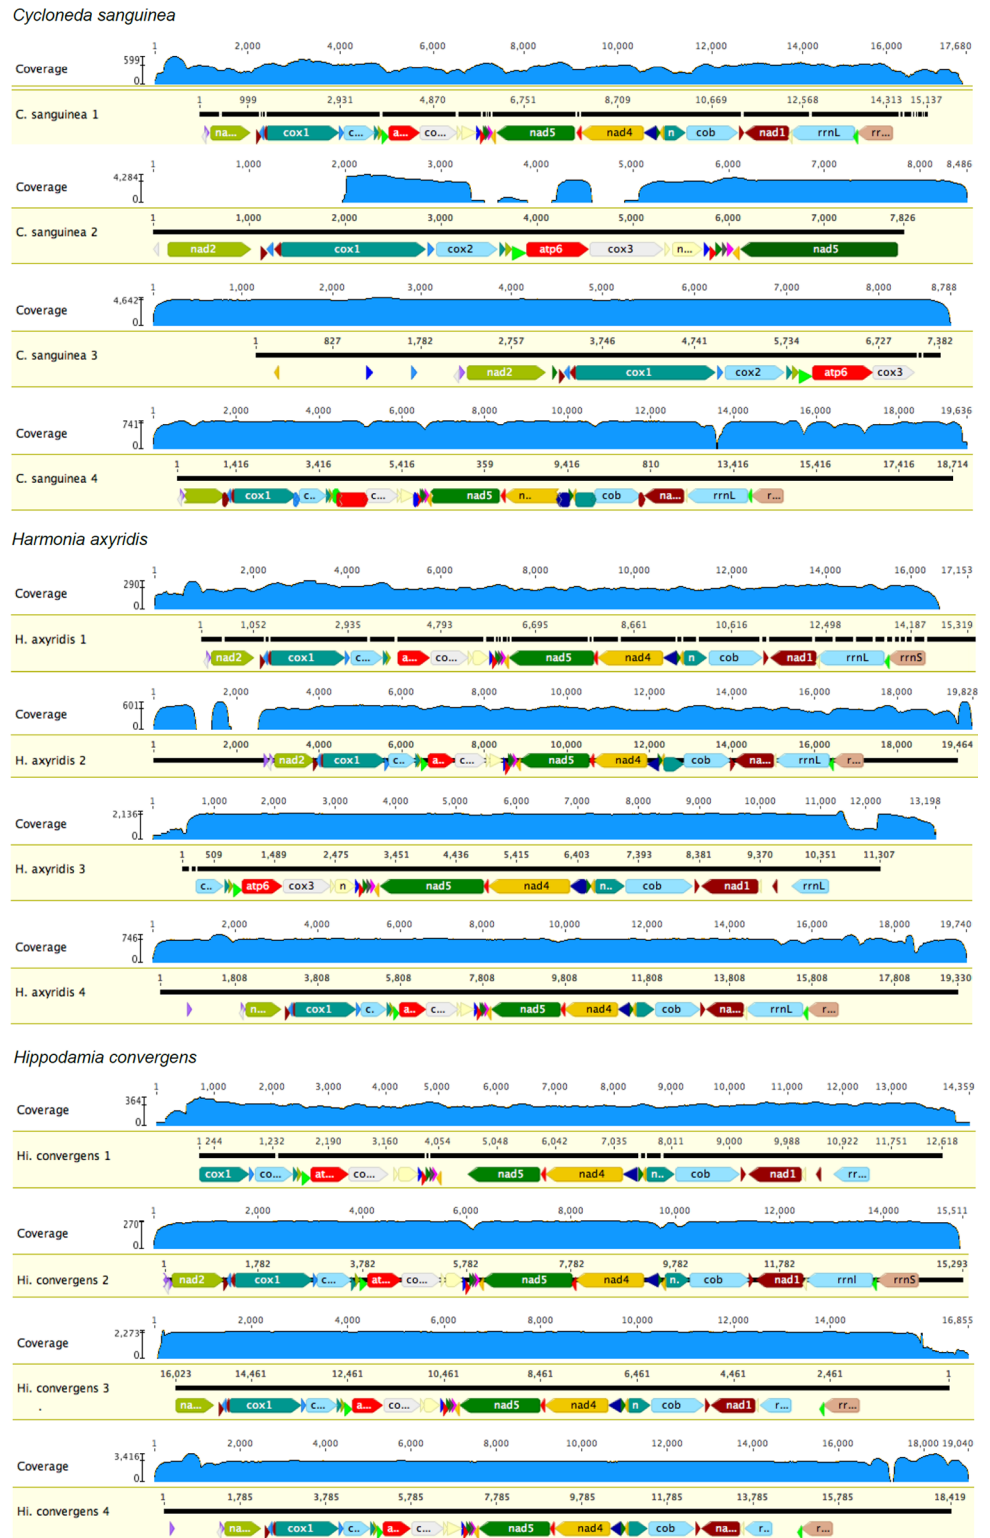 Cycloneda sanguinea
1 2,000 4,000 6,000 8,000 10,000 12,000 14,000 16,000 17,680
Coverage 599 0
1 999 2,931 4,870 6,751 8,709 10,669 12,568 14,313 15,137
C. sanguinea 1
na... cox1 c... a... co... nad5 nad4 n cob nad1 rrnL rr...
1 1,000 2,000 3,000 4,000 5,000 6,000 7,000 8,000 8,486
Coverage 4,284 0
1 1,000 2,000 3,000 4,000 5,000 6,000 7,000 7,826
C. sanguinea 2
nad2 cox1 cox2 atp6 cox3 n... nad5
1 1,000 2,000 3,000 4,000 5,000 6,000 7,000 8,000 8,788
Coverage 4,642 0
1 827 1,782 2,757 3,746 4,741 5,734 6,727 7,382
C. sanguinea 3
nad2 cox1 cox2 atp6 cox3
1 2,000 4,000 6,000 8,000 10,000 12,000 14,000 16,000 18,000 19,636
Coverage 741 0
1 1,416 3,416 5,416 359 9,416 810 13,416 15,416 17,416 18,714
C. sanguinea 4
cox1 c.. c... nad5 n.. cob na... rrnL r...
Harmonia axyridis
1 2,000 4,000 6,000 8,000 10,000 12,000 14,000 16,000 17,153
Coverage 290 0
1 1,052 2,935 4,793 6,695 8,661 10,616 12,498 14,187 15,319
H. axyridis 1
nad2 cox1 c... a... co... nad5 nad4 n cob nad1 rrnL rrnS
1 2,000 4,000 6,000 8,000 10,000 12,000 14,000 16,000 18,000 19,828
Coverage 601 0
1 2,000 4,000 6,000 8,000 10,000 12,000 14,000 16,000 18,000 19,464
H. axyridis 2
nad2 cox1 c.. a.. c... nad5 nad4 cob na... rrnL r...
1 1,000 2,000 3,000 4,000 5,000 6,000 7,000 8,000 9,000 10,000 11,000 12,000 13,198
Coverage 2,136 0
1 509 1,489 2,475 3,451 4,436 5,415 6,403 7,393 8,381 9,370 10,351 11,307
H. axyridis 3
c.. atp6 cox3 n nad5 nad4 n.. cob nad1 rrnL
1 2,000 4,000 6,000 8,000 10,000 12,000 14,000 16,000 18,000 19,740
Coverage 746 0
1 1,808 3,808 5,808 7,808 9,808 11,808 13,808 15,808 17,808 19,330
H. axyridis 4
n... cox1 c. a.. c... nad5 nad4 cob na... rrnL r...
Hippodamia convergens
1 1,000 2,000 3,000 4,000 5,000 6,000 7,000 8,000 9,000 10,000 11,000 12,000 13,000 14,359
Coverage 364 0
1 244 1,232 2,190 3,160 4,054 5,048 6,042 7,035 8,011 9,000 9,988 10,922 11,751 12,618
Hi. convergens 1
cox1 co... at... co... nad5 nad4 n.. cob nad1 rr...
1 2,000 4,000 6,000 8,000 10,000 12,000 14,000 15,511
Coverage 270 0
1 1,782 3,782 5,782 7,782 9,782 11,782 15,293
Hi. convergens 2
nad2 cox1 c... at... co... nad5 nad4 n. cob nad1 rrnl rrnS
1 2,000 4,000 6,000 8,000 10,000 12,000 14,000 16,855
Coverage 2,273 0
16,023 14,461 12,461 10,461 8,461 6,461 4,461 2,461 1
Hi. convergens 3
na... cox1 c... a... co... nad5 nad4 n cob nad1 r... rr...
1 2,000 4,000 6,000 8,000 10,000 12,000 14,000 16,000 18,000 19,040
Coverage 3,416 0
1 1,785 3,785 5,785 7,785 9,785 11,785 13,785 15,785 18,419
Hi. convergens 4
na... cox1 c.. a.. c... nad5 nad4 cob na... r.. r...